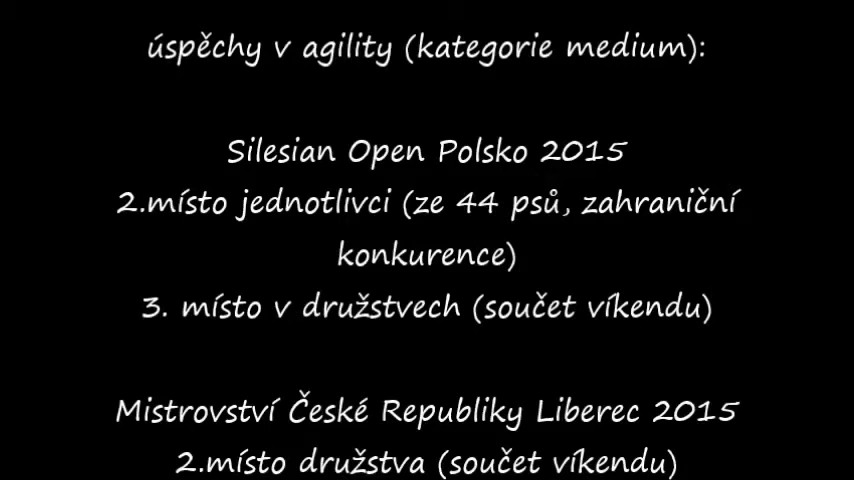 úspěchy v agility (kategorie medium):
Silesian Open Polsko 2015
2.místo jednotlivci (ze 44 psů, zahraniční
konkurence)
3. místo v družstvech (součet víkendu)
Mistrovství České Republiky Liberec 2015
2.místo družstva (součet víkendu)